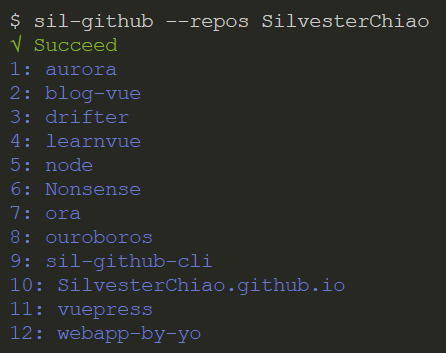 $ sil-github --repos SilvesterChiao
√ Succeed
1: aurora
2: blog-vue
3: drifter
4: learnvue
5: node
6: Nonsense
7: ora
8: ouroboros
9: sil-github-cli
10: SilvesterChiao.github.io
11: vuepress
12: webapp-by-yo